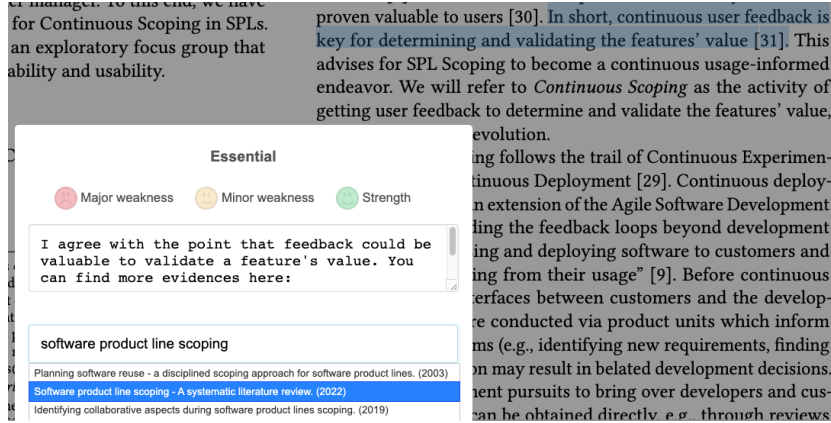 er manager. To this end, we have
for Continuous Scoping in SPLs.
an exploratory focus group that
ability and usability.
proven valuable to users [30]. In short, continuous user feedback is
key for determining and validating the features’ value [31]. This
advises for SPL Scoping to become a continuous usage-informed
endeavor. We will refer to Continuous Scoping as the activity of
getting user feedback to determine and validate the features’ value,
evolution.
ing follows the trail of Continuous Experimen-
tinuous Deployment [29]. Continuous deploy-
n extension of the Agile Software Development
ding the feedback loops beyond development
ing and deploying software to customers and
ing from their usage” [9]. Before continuous
erfaces between customers and the develop-
re conducted via product units which inform
ms (e.g., identifying new requirements, finding
on may result in belated development decisions.
ent pursuits to bring over developers and cus-
can be obtained directly, e.g., through reviews
Essential
Major weakness
Minor weakness
Strength
I agree with the point that feedback could be
valuable to validate a feature's value. You
can find more evidences here:
software product line scoping
Planning software reuse - a disciplined scoping approach for software product lines. (2003)
Software product line scoping - A systematic literature review. (2022)
Identifying collaborative aspects during software product lines scoping. (2019)